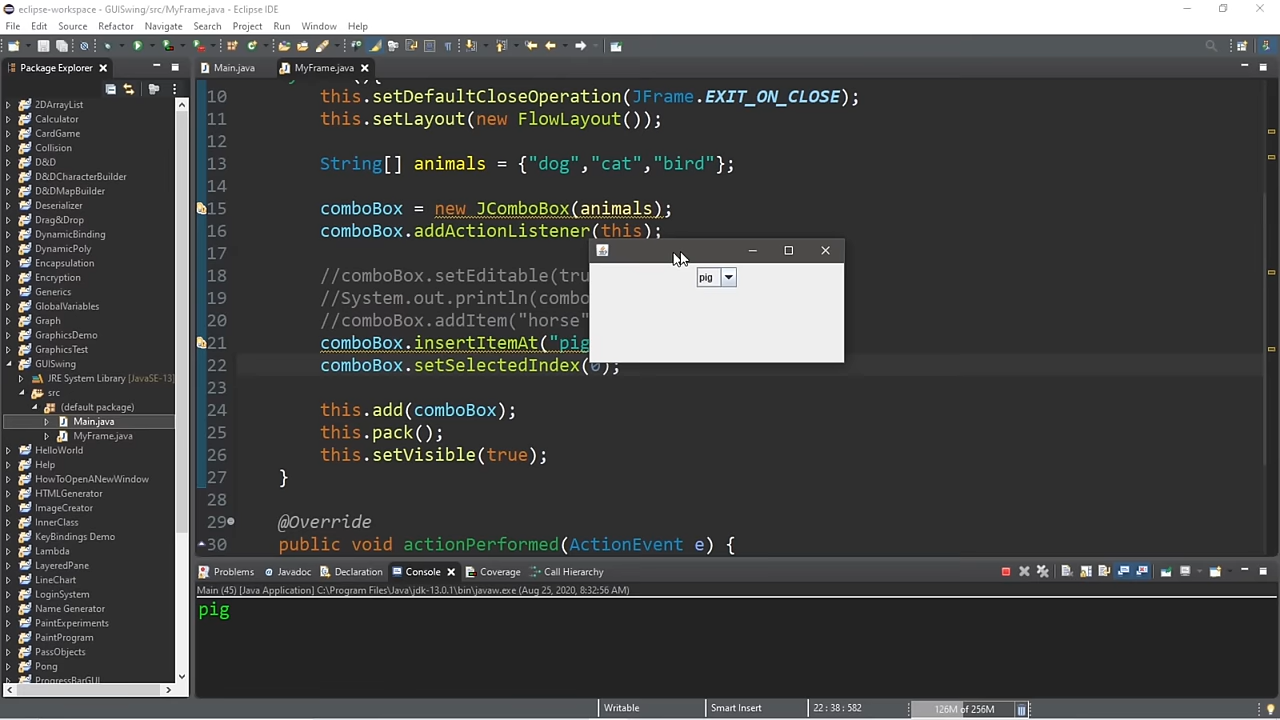 eclipse-workspace - GUISwing/src/MyFrame.java - Eclipse IDE
File Edit Source Refactor Navigate Search Project Run Window Help
Package Explorer
Main.java MyFrame.java
2DArrayList
Calculator
CardGame
Collision
D&D
D&DCharacterBuilder
D&DMapBuilder
Deserializer
Drag&Drop
DynamicBinding
DynamicPoly
Encapsulation
Encryption
Generics
GlobalVariables
Graph
GraphicsDemo
GraphicsTest
GUISwing
JRE System Library [JavaSE-13]
src
(default package)
Main.java
MyFrame.java
HelloWorld
Help
HowToOpenANewWindow
HTMLGenerator
ImageCreator
InnerClass
KeyBindings Demo
Lambda
LayeredPane
LineChart
LoginSystem
Name Generator
PaintExperiments
PaintProgram
PassObjects
Pong
ProgressBarGUI
10 this.setDefaultCloseOperation(JFrame.EXIT_ON_CLOSE);
11 this.setLayout(new FlowLayout());
12
13 String[] animals = {"dog","cat","bird"};
14
15 comboBox = new JComboBox(animals);
16 comboBox.addActionListener(this);
17
18 //comboBox.setEditable(tru
19 //System.out.println(combo
20 //comboBox.addItem("horse"
21 comboBox.insertItemAt("pig
22 comboBox.setSelectedIndex(0);
23
24 this.add(comboBox);
25 this.pack();
26 this.setVisible(true);
27 }
28
29 @Override
30 public void actionPerformed(ActionEvent e) {
pig
Problems Javadoc Declaration Console Coverage Call Hierarchy
Main (45) [Java Application] C:\Program Files\Java\jdk-13.0.1\bin\javaw.exe (Aug 25, 2020, 8:32:56 AM)
pig
Writable Smart Insert 22 : 38 : 582 126M of 256M